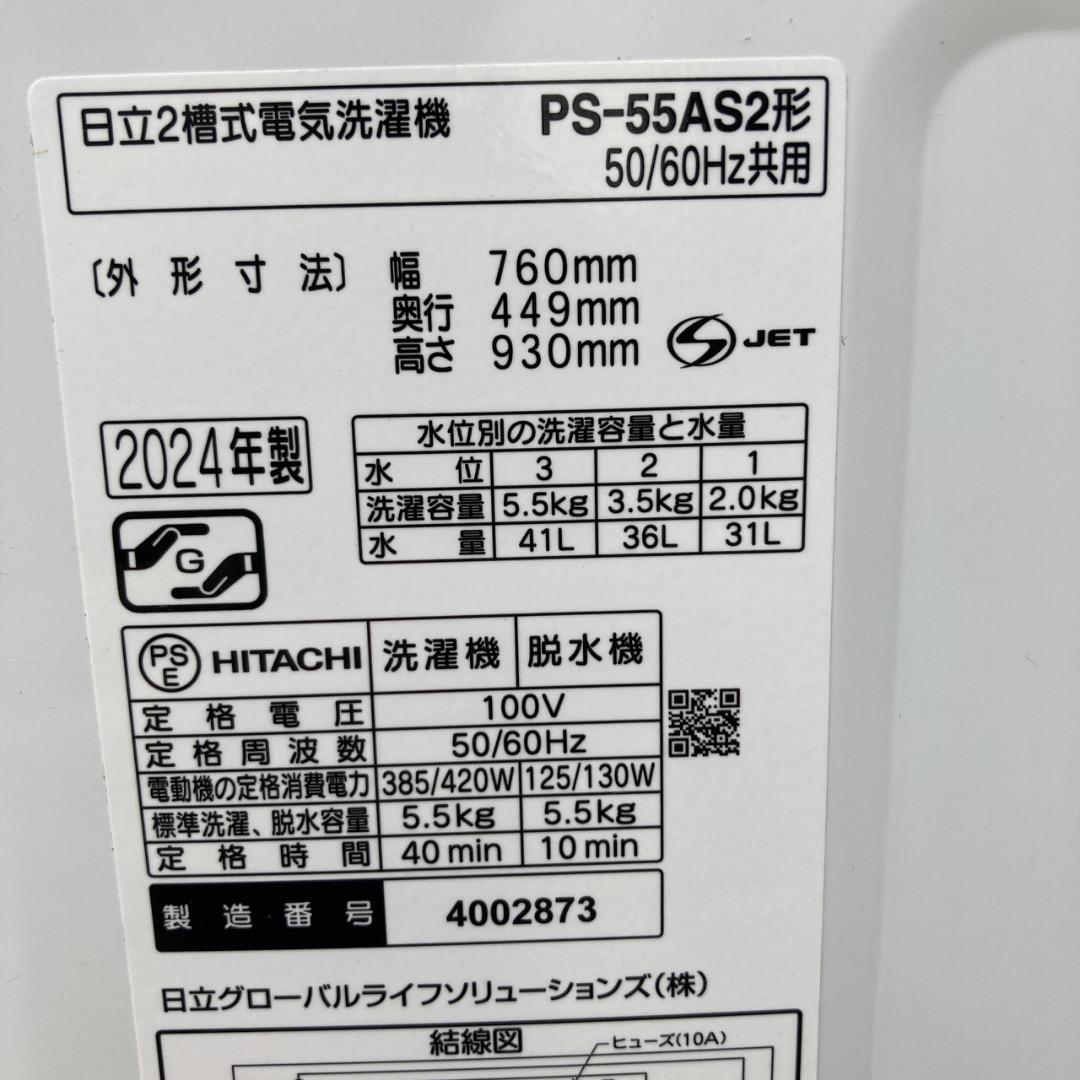 日立2槽式電気洗濯機 PS-55AS2形
50/60Hz共用
〔外形寸法〕 幅 760mm
奥行 449mm
高さ 930mm
JET
2024年製
水位別の洗濯容量と水量
水位 3 2 1
洗濯容量 5.5kg 3.5kg 2.0kg
水量 41L 36L 31L
G
PSE HITACHI 洗濯機 脱水機
定格電圧 100V
定格周波数 50/60Hz
電動機の定格消費電力 385/420W 125/130W
標準洗濯、脱水容量 5.5kg 5.5kg
定格時間 40min 10min
製造番号 4002873
日立グローバルライフソリューションズ(株)
結線図
ヒューズ(10A)